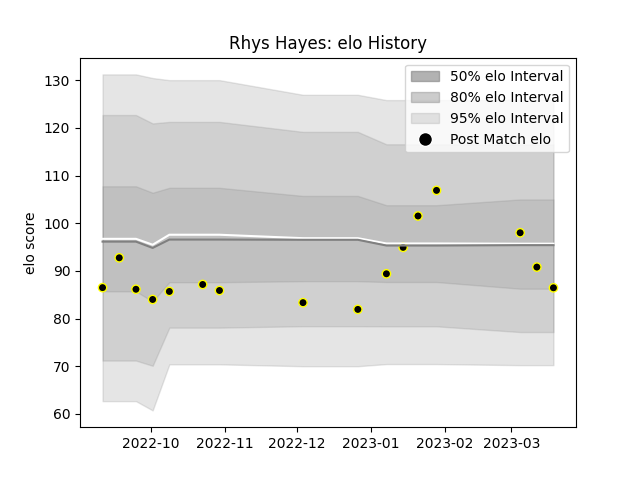 Rhys Hayes: elo History
50% elo Interval
80% elo Interval
95% elo Interval
Post Match elo
elo score
130
120
110
100
90
80
70
60
2022-10
2022-11
2022-12
2023-01
2023-02
2023-03